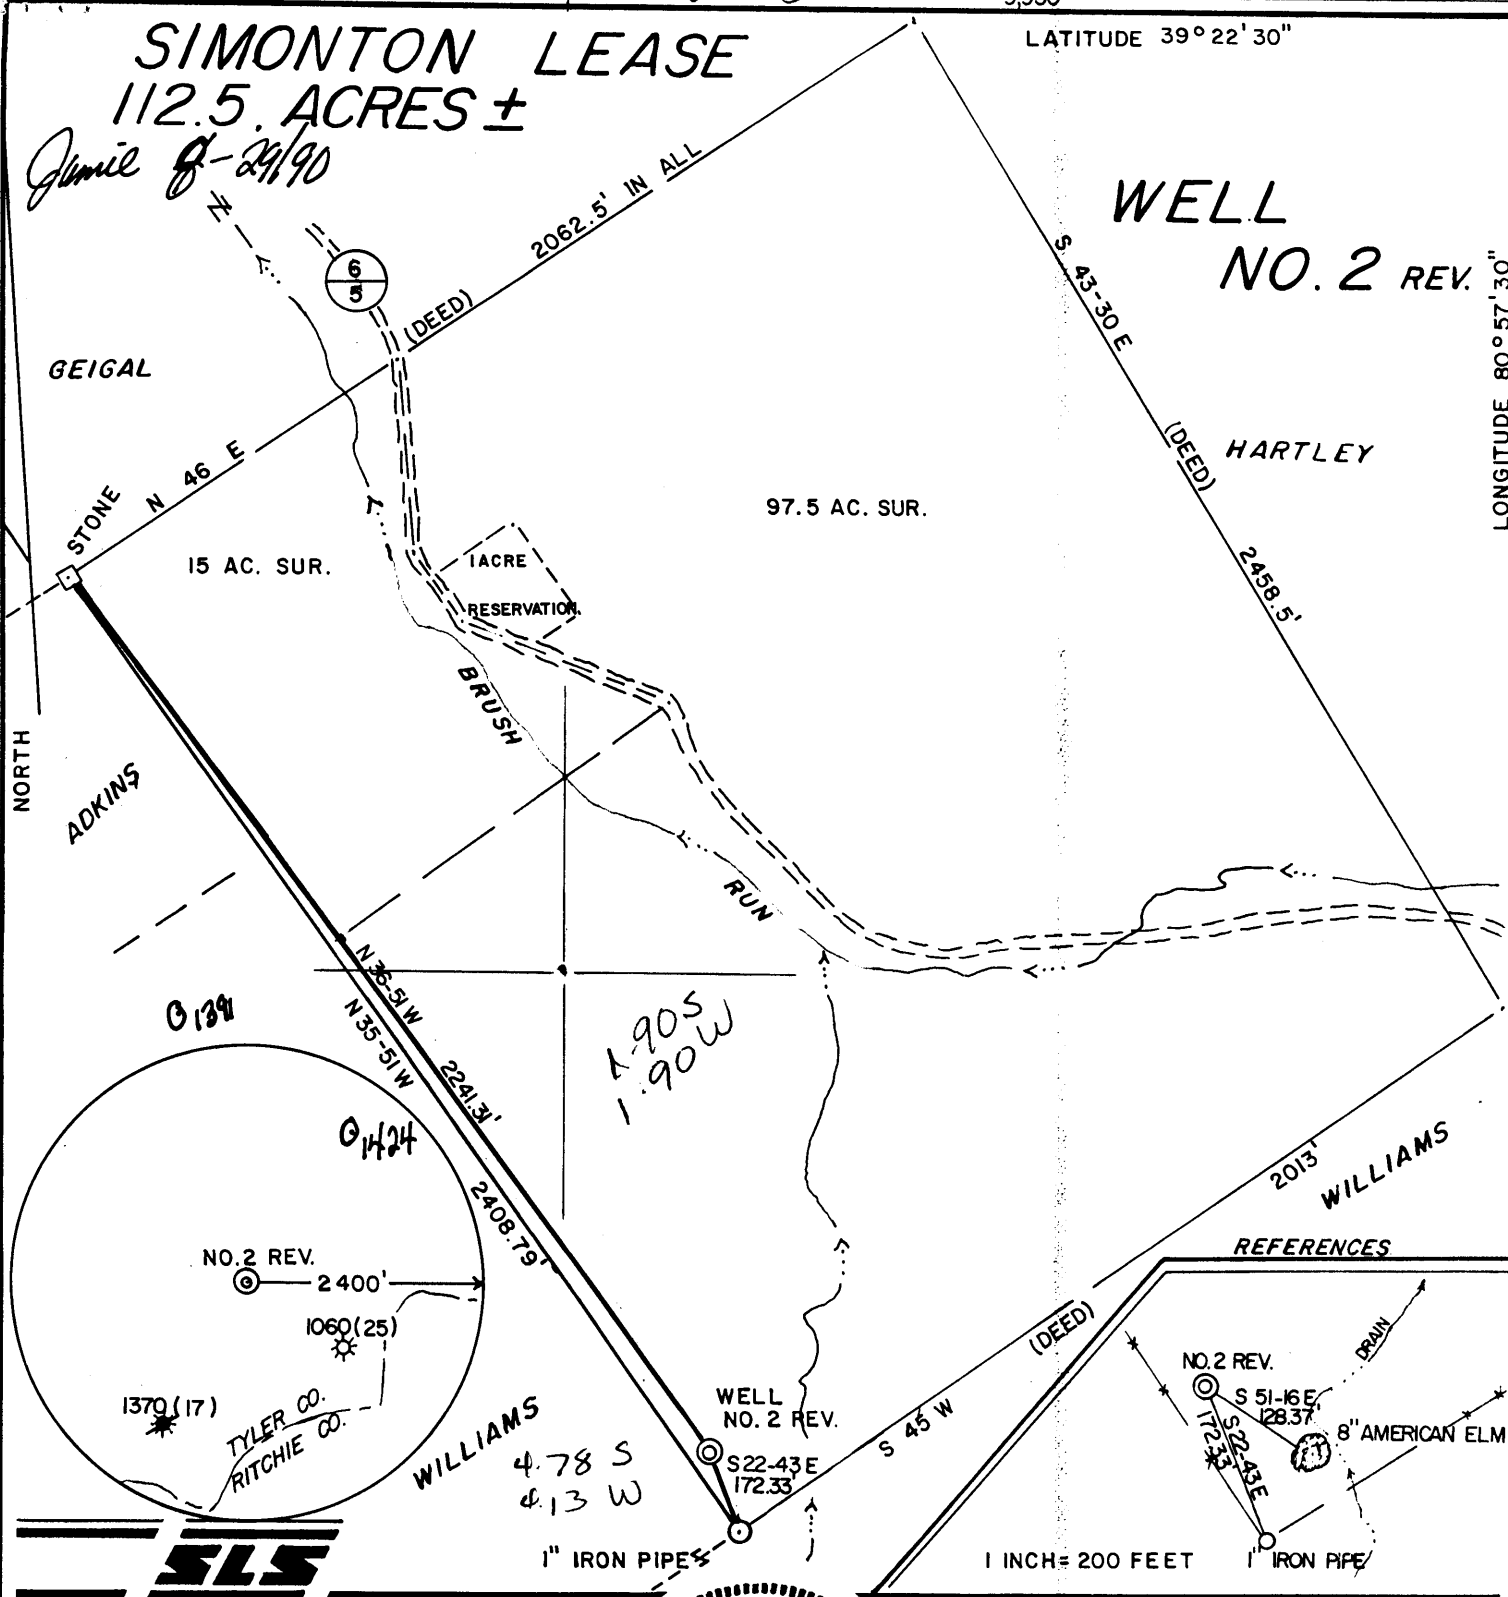 SIMONTON LEASE
112.5. ACRES ±
Jamie 8-29/90
LATITUDE 39° 22' 30"
WELL
NO. 2 REV.
LONGITUDE 80° 57' 30"
2062.5' IN ALL
(DEED)
N 46 E
STONE
6
5
GEIGAL
N
S. 43-30 E
(DEED)
2458.5'
HARTLEY
97.5 AC. SUR.
15 AC. SUR.
1 ACRE
RESERVATION.
BRUSH
RUN
NORTH
ADKINS
N 36-51 W
2241.31'
N 35-51 W
2408.79'
1.90 S
1.90 W
1424
NO. 2 REV.
2400'
1060(25)
1370(17)
TYLER CO.
RITCHIE CO.
WILLIAMS
4.78 S
4.13 W
WELL
NO. 2 REV.
S 22-43 E
172.33'
1" IRON PIPE
S 45 W
(DEED)
2013'
WILLIAMS
REFERENCES
NO. 2 REV.
S 51-16 E
128.37'
S 22-43 E
172.33'
DRAIN
8" AMERICAN ELM
1" IRON PIPE
1 INCH = 200 FEET
SLS